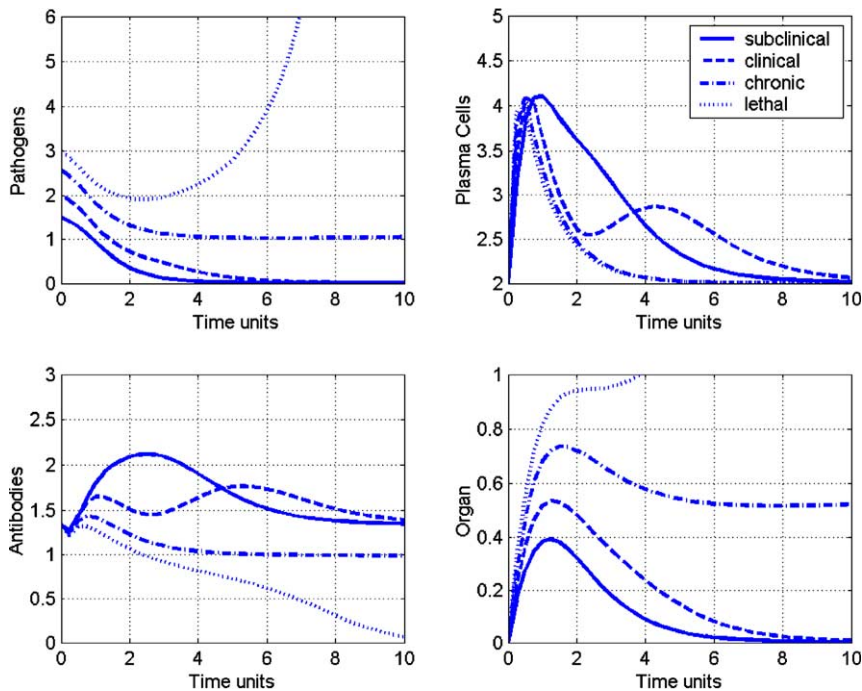 6
5
4
3
2
1
0
0 2 4 6 8 10
Time units
Pathogens
5
4.5
4
3.5
3
2.5
2
0 2 4 6 8 10
Time units
Plasma Cells
subclinical
clinical
chronic
lethal
3
2.5
2
1.5
1
0.5
0
0 2 4 6 8 10
Time units
Antibodies
1
0.8
0.6
0.4
0.2
0
0 2 4 6 8 10
Time units
Organ